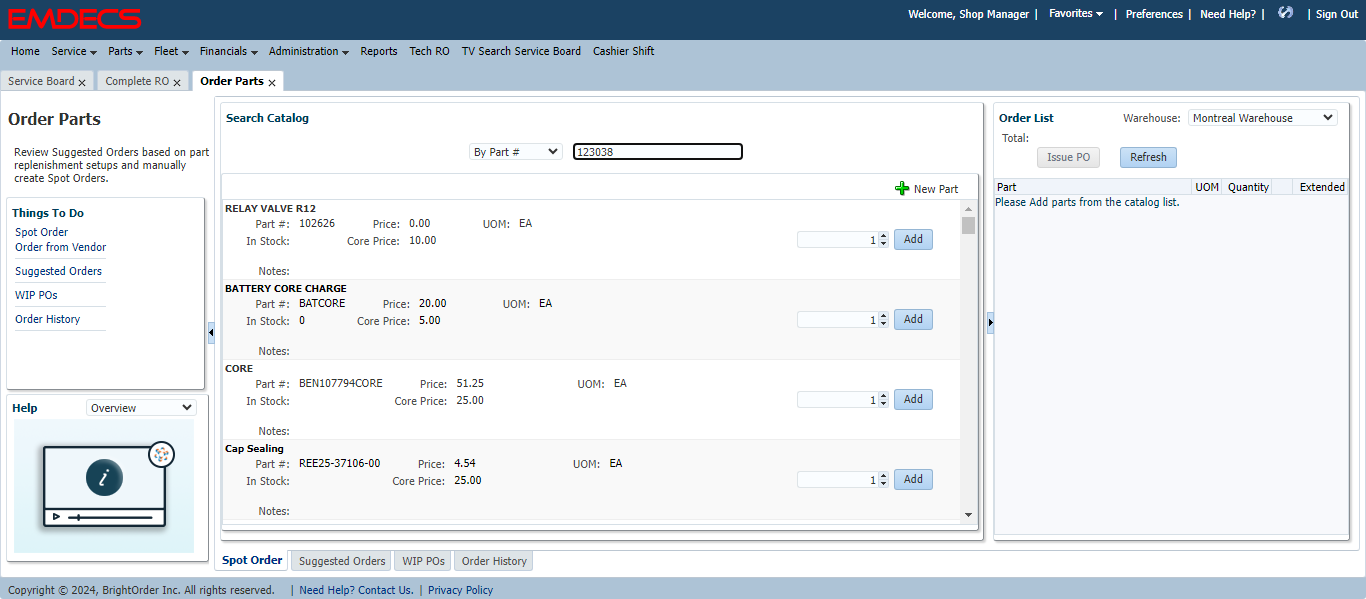 EMDECS
Welcome, Shop Manager | Favorites | Preferences | Need Help? | | Sign Out
Home Service Parts Fleet Financials Administration Reports Tech RO TV Search Service Board Cashier Shift
Service Board x Complete RO x Order Parts x
Order Parts
Review Suggested Orders based on part
replenishment setups and manually
create Spot Orders.
Things To Do
Spot Order
Order from Vendor
Suggested Orders
WIP POs
Order History
Help Overview
i
Search Catalog
By Part # 123038
New Part
RELAY VALVE R12
Part #: 102626 Price: 0.00 UOM: EA
In Stock: Core Price: 10.00 1 Add
Notes:
BATTERY CORE CHARGE
Part #: BATCORE Price: 20.00 UOM: EA
In Stock: 0 Core Price: 5.00 1 Add
Notes:
CORE
Part #: BEN107794CORE Price: 51.25 UOM: EA
In Stock: Core Price: 25.00 1 Add
Notes:
Cap Sealing
Part #: REE25-37106-00 Price: 4.54 UOM: EA
In Stock: Core Price: 25.00 1 Add
Notes:
Order List Warehouse: Montreal Warehouse
Total:
Issue PO Refresh
Part UOM Quantity Extended
Please Add parts from the catalog list.
Spot Order Suggested Orders WIP POs Order History
Copyright © 2024, BrightOrder Inc. All rights reserved. | Need Help? Contact Us. | Privacy Policy